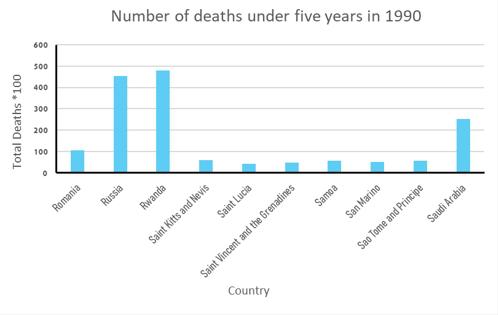 Number of deaths under five years in 1990
Total Deaths *100
600
500
400
300
200
100
0
Romania
Russia
Rwanda
Saint Kitts and Nevis
Saint Lucia
Saint Vincent and the Grenadines
Samoa
San Marino
Sao Tome and Principe
Saudi Arabia
Country